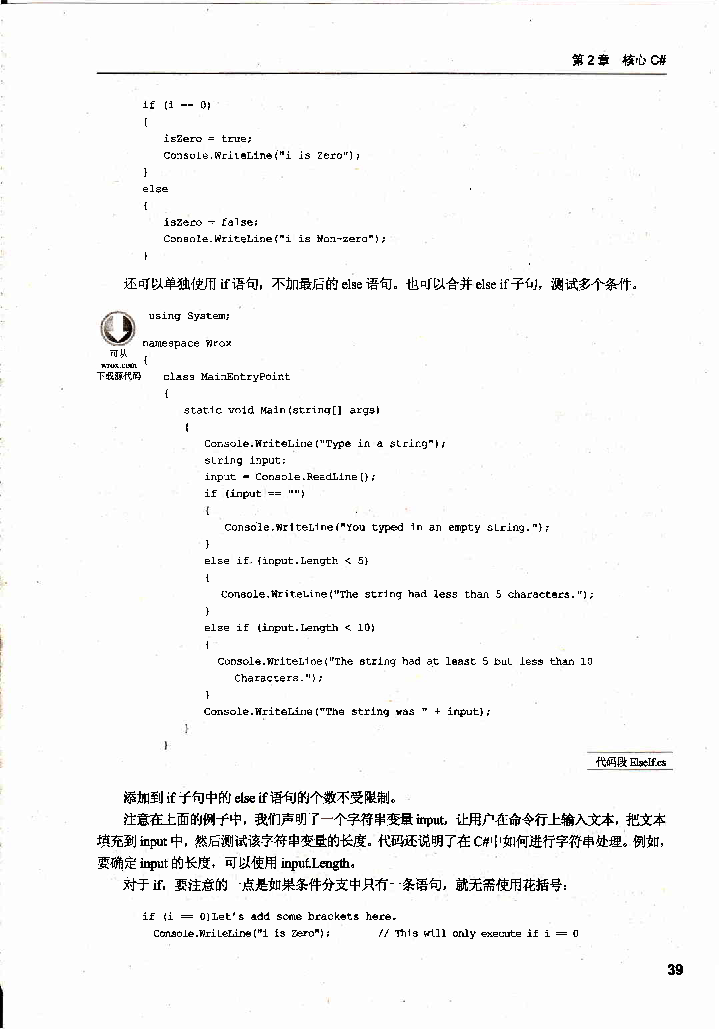 第2章 核心 C#
if (i == 0)
{
isZero = true;
Console.WriteLine("i is Zero");
}
else
{
isZero = false;
Console.WriteLine("i is Non-zero");
}
还可以单独使用 if 语句，不加最后的 else 语句。也可以合并 else if 子句，测试多个条件。
using System;
namespace Wrox
可从
{
wrox.com
下载源代码
class MainEntryPoint
{
static void Main(string[] args)
{
Console.WriteLine("Type in a string");
string input;
input = Console.ReadLine();
if (input == "")
{
Console.WriteLine("You typed in an empty string.");
}
else if (input.Length < 5)
{
Console.WriteLine("The string had less than 5 characters.");
}
else if (input.Length < 10)
{
Console.WriteLine("The string had at least 5 but less than 10
Characters.");
}
Console.WriteLine("The string was " + input);
}
}
代码段 ElseIf.cs
添加到 if 子句中的 else if 语句的个数不受限制。
注意在上面的例子中，我们声明了一个字符串变量 input，让用户在命令行上输入文本，把文本
填充到 input 中，然后测试该字符串变量的长度。代码还说明了在 C#中如何进行字符串处理。例如，
要确定 input 的长度，可以使用 input.Length。
对于 if，要注意的一点是如果条件分支中只有一条语句，就无需使用花括号：
if (i == 0)Let's add some brackets here.
Console.WriteLine("i is Zero"); // This will only execute if i == 0
39